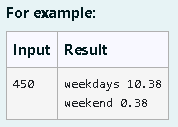 For example:
Input Result
450 weekdays 10.38
weekend 0.38